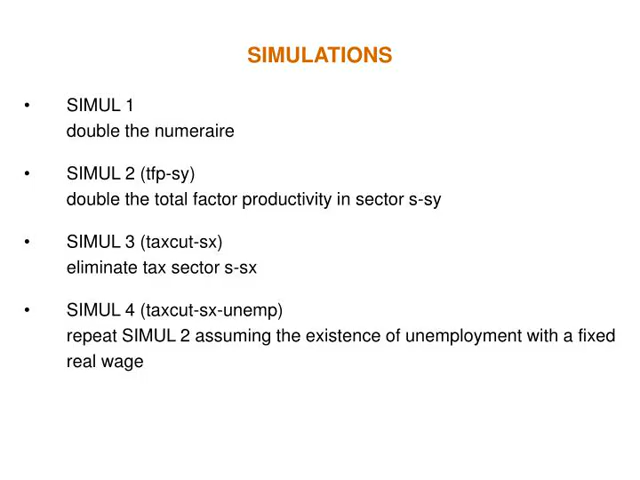 SIMULATIONS
• SIMUL 1
double the numeraire
• SIMUL 2 (tfp-sy)
double the total factor productivity in sector s-sy
• SIMUL 3 (taxcut-sx)
eliminate tax sector s-sx
• SIMUL 4 (taxcut-sx-unemp)
repeat SIMUL 2 assuming the existence of unemployment with a fixed
real wage